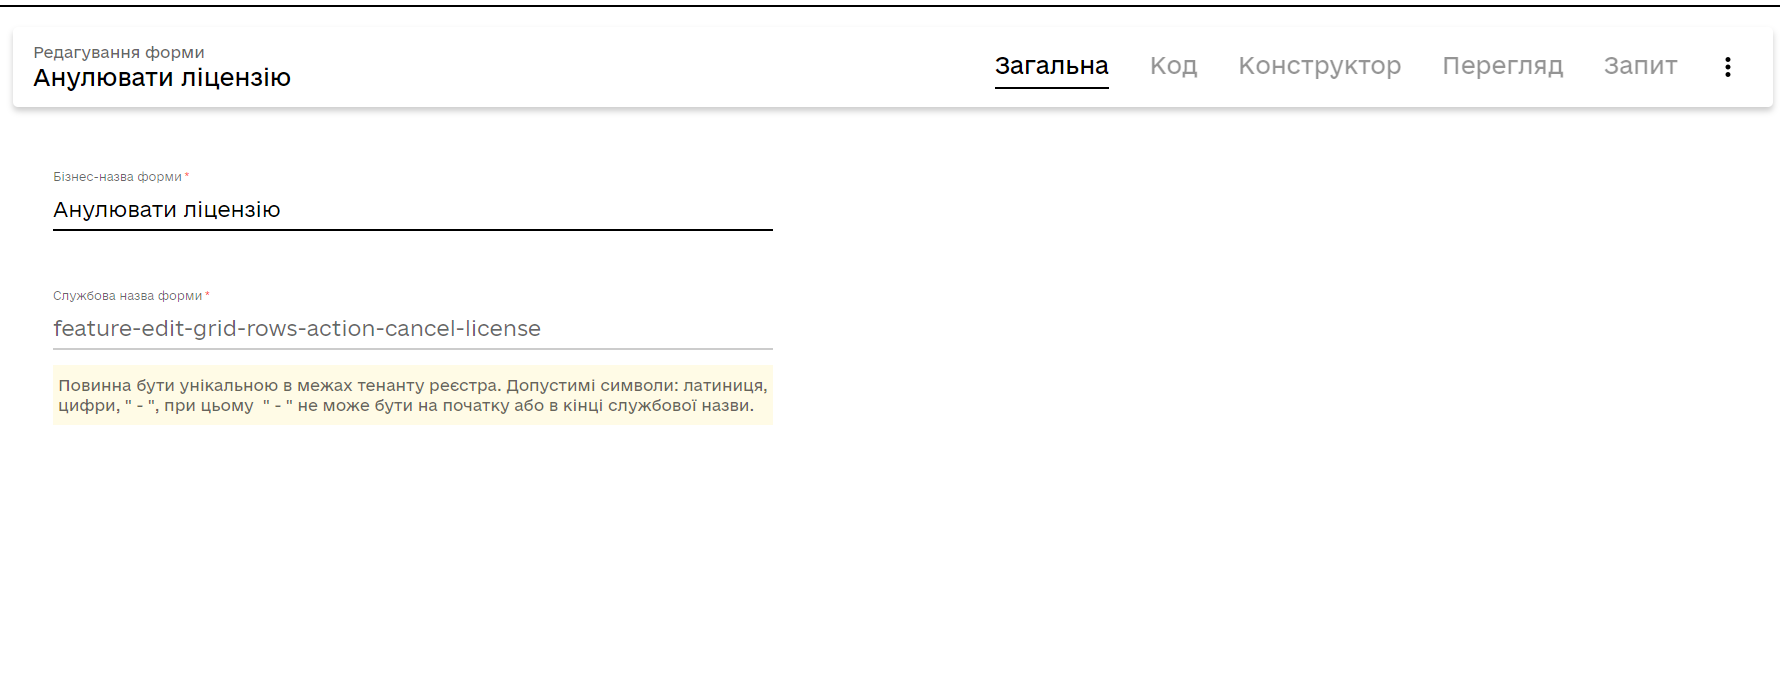 Редагування форми
Анулювати ліцензію
Загальна
Код
Конструктор
Перегляд
Запит
Бізнес-назва форми *
Анулювати ліцензію
Службова назва форми *
feature-edit-grid-rows-action-cancel-license
Повинна бути унікальною в межах тенанту реєстра. Допустимі символи: латиниця,
цифри, " - ", при цьому " - " не може бути на початку або в кінці службової назви.